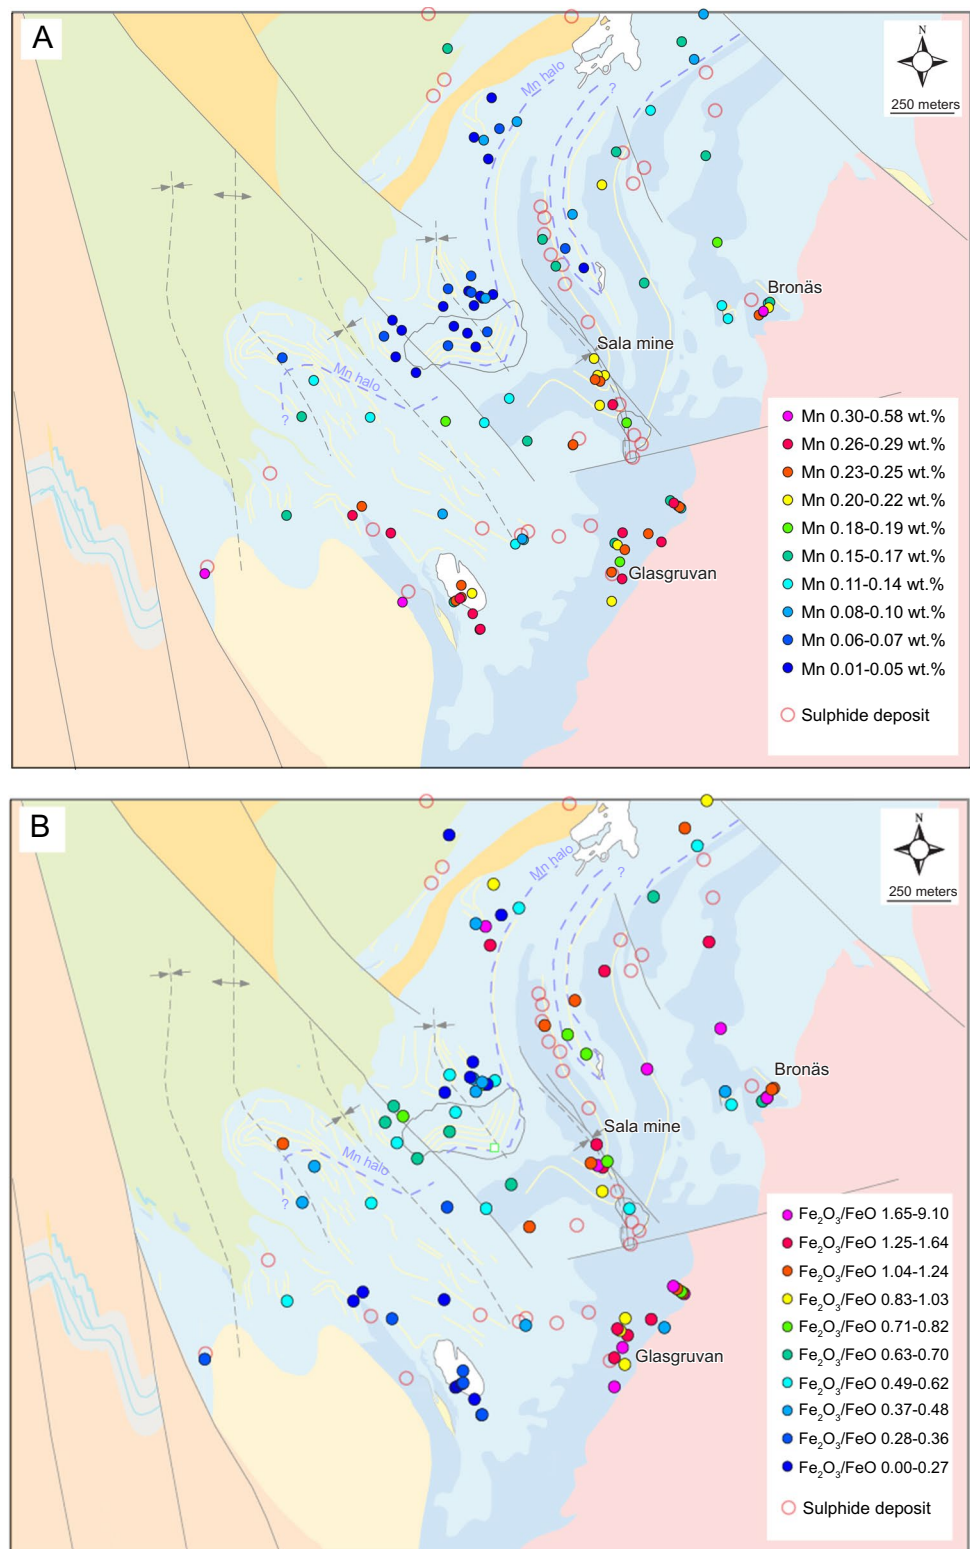 A
N
250 meters
Mn halo
?
Bronäs
Sala mine
Mn halo
?
Glasgruvan
Mn 0.30-0.58 wt.%
Mn 0.26-0.29 wt.%
Mn 0.23-0.25 wt.%
Mn 0.20-0.22 wt.%
Mn 0.18-0.19 wt.%
Mn 0.15-0.17 wt.%
Mn 0.11-0.14 wt.%
Mn 0.08-0.10 wt.%
Mn 0.06-0.07 wt.%
Mn 0.01-0.05 wt.%
Sulphide deposit
B
N
250 meters
Mn halo
?
Bronäs
Sala mine
Mn halo
?
Glasgruvan
Fe₂O₃/FeO 1.65-9.10
Fe₂O₃/FeO 1.25-1.64
Fe₂O₃/FeO 1.04-1.24
Fe₂O₃/FeO 0.83-1.03
Fe₂O₃/FeO 0.71-0.82
Fe₂O₃/FeO 0.63-0.70
Fe₂O₃/FeO 0.49-0.62
Fe₂O₃/FeO 0.37-0.48
Fe₂O₃/FeO 0.28-0.36
Fe₂O₃/FeO 0.00-0.27
Sulphide deposit